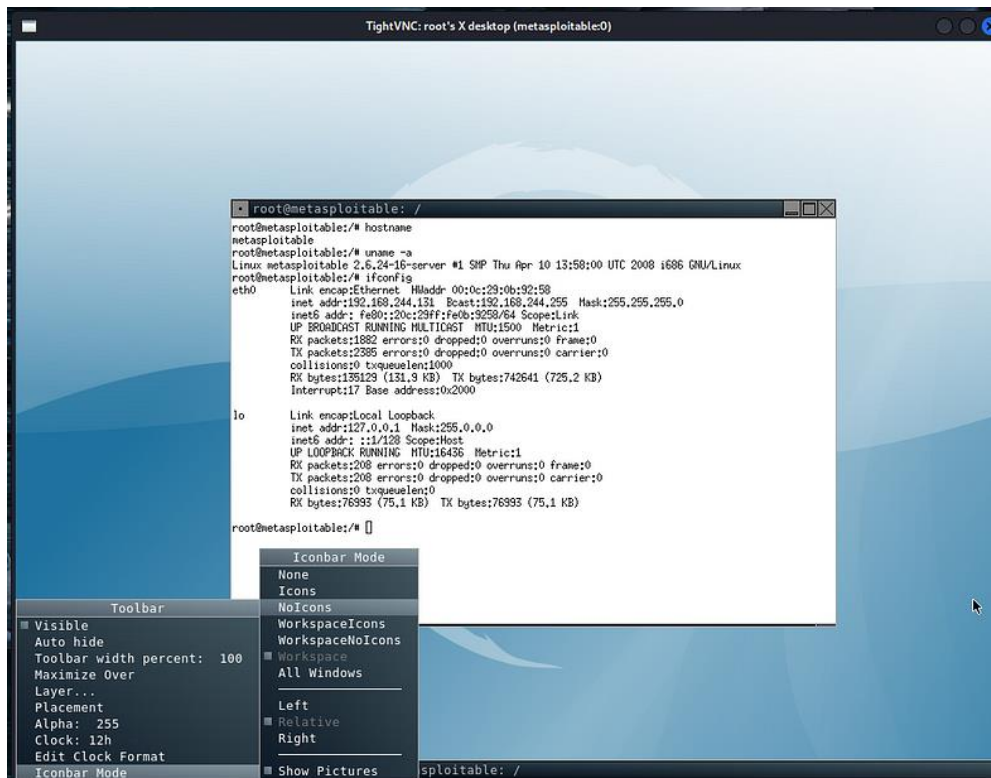 TightVNC: root's X desktop (metasploitable:0)
root@metasploitable: /
root@metasploitable:/# hostname
metasploitable
root@metasploitable:/# uname -a
Linux metasploitable 2.6.24-16-server #1 SMP Thu Apr 10 13:58:00 UTC 2008 i686 GNU/Linux
root@metasploitable:/# ifconfig
eth0 Link encap:Ethernet HWaddr 00:0c:29:0b:92:58
inet addr:192.168.244.131 Bcast:192.168.244.255 Mask:255.255.255.0
inet6 addr: fe80::20c:29ff:fe0b:9258/64 Scope:Link
UP BROADCAST RUNNING MULTICAST MTU:1500 Metric:1
RX packets:1882 errors:0 dropped:0 overruns:0 frame:0
TX packets:2385 errors:0 dropped:0 overruns:0 carrier:0
collisions:0 txqueuelen:1000
RX bytes:135129 (131.9 KB) TX bytes:742641 (725.2 KB)
Interrupt:17 Base address:0x2000
lo Link encap:Local Loopback
inet addr:127.0.0.1 Mask:255.0.0.0
inet6 addr: ::1/128 Scope:Host
UP LOOPBACK RUNNING MTU:16436 Metric:1
RX packets:208 errors:0 dropped:0 overruns:0 frame:0
TX packets:208 errors:0 dropped:0 overruns:0 carrier:0
collisions:0 txqueuelen:0
RX bytes:76993 (75.1 KB) TX bytes:76993 (75.1 KB)
root@metasploitable:/#
Iconbar Mode
None
Icons
NoIcons
WorkspaceIcons
WorkspaceNoIcons
Workspace
All Windows
Left
Relative
Right
Show Pictures
Toolbar
Visible
Auto hide
Toolbar width percent: 100
Maximize Over
Layer...
Placement
Alpha: 255
Clock: 12h
Edit Clock Format
Iconbar Mode
sploitable: /